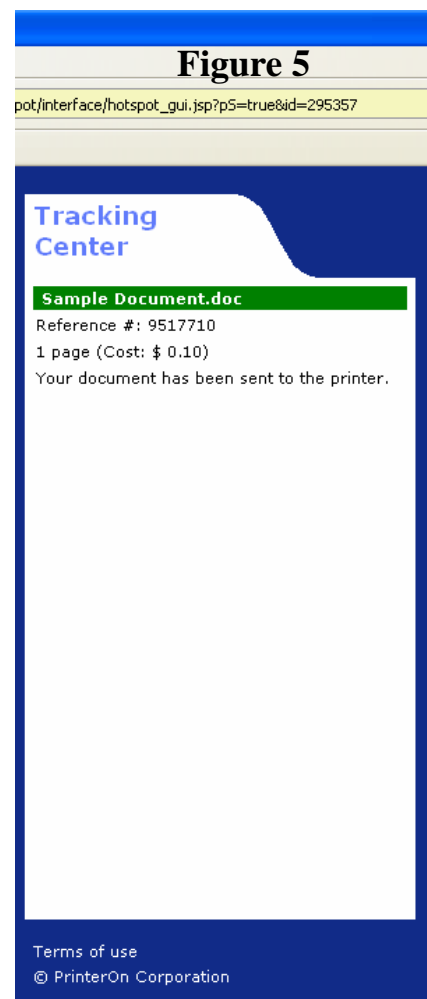 Figure 5
pot/interface/hotspot_gui.jsp?pS=true&id=295357
Tracking
Center
Sample Document.doc
Reference #: 9517710
1 page (Cost: $ 0.10)
Your document has been sent to the printer.
Terms of use
© PrinterOn Corporation